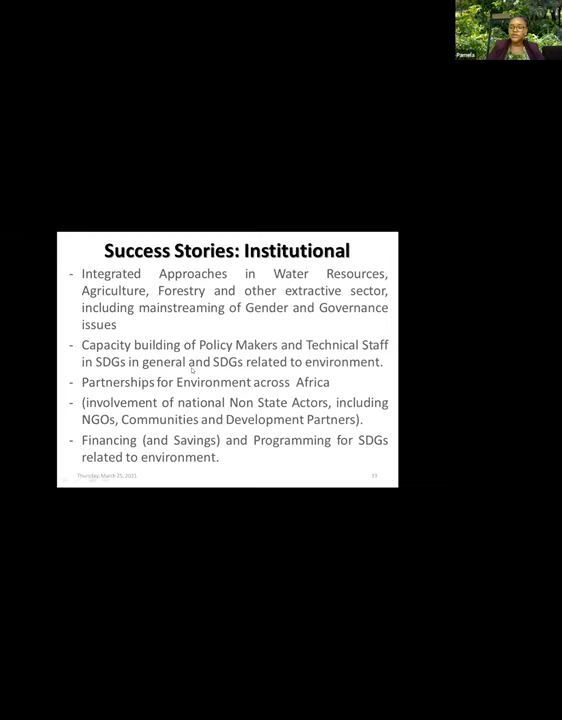 Pamela
Success Stories: Institutional
- Integrated Approaches in Water Resources,
Agriculture, Forestry and other extractive sector,
including mainstreaming of Gender and Governance
issues
- Capacity building of Policy Makers and Technical Staff
in SDGs in general and SDGs related to environment.
- Partnerships for Environment across Africa
- (involvement of national Non State Actors, including
NGOs, Communities and Development Partners).
- Financing (and Savings) and Programming for SDGs
related to environment.
Thursday, March 25, 2021